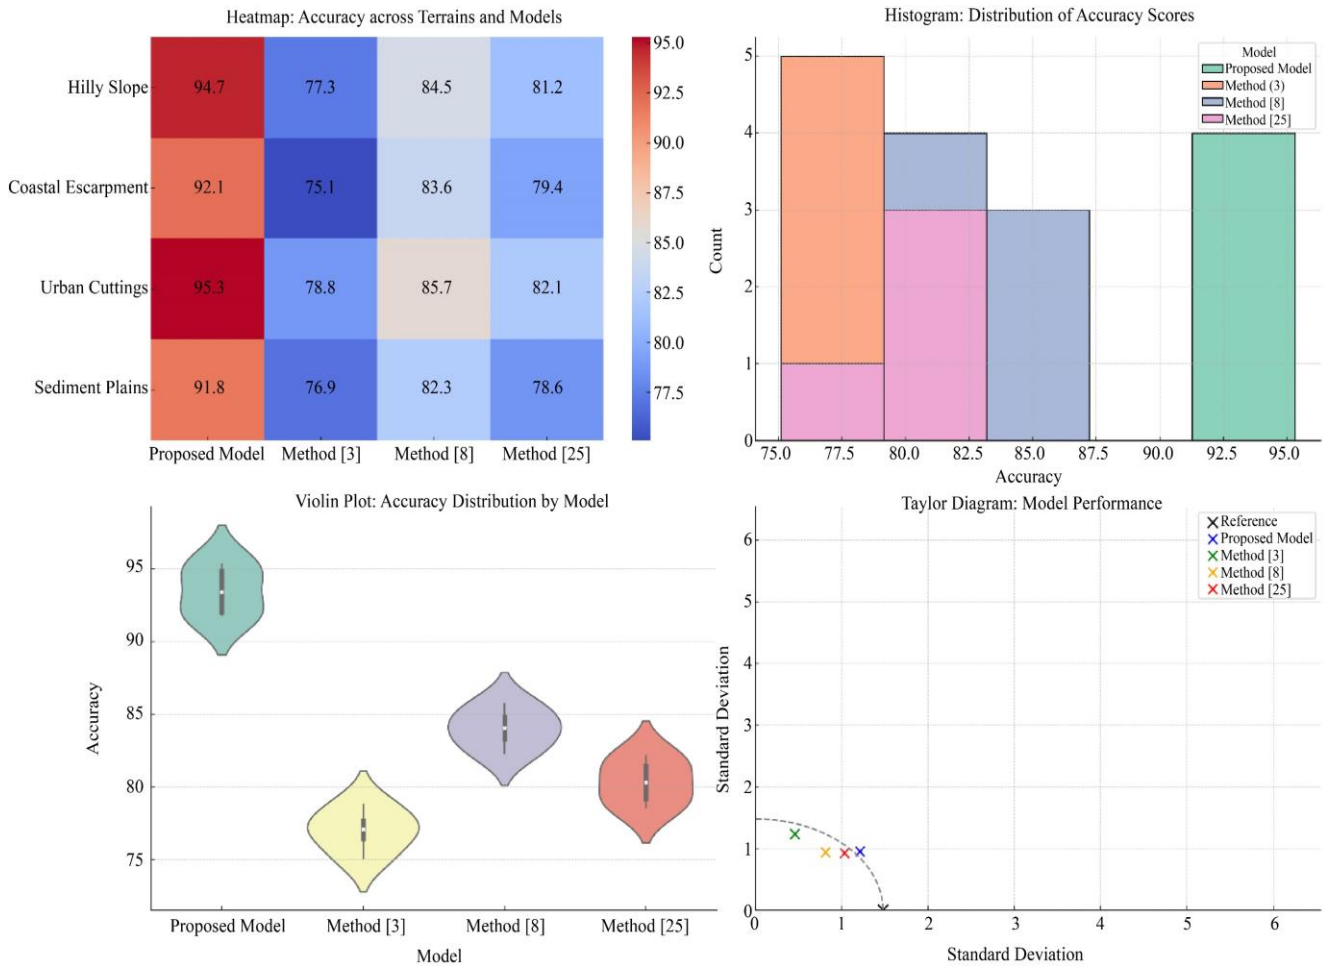 Heatmap: Accuracy across Terrains and Models
Hilly Slope
94.7 77.3 84.5 81.2
Coastal Escarpment
92.1 75.1 83.6 79.4
Urban Cuttings
95.3 78.8 85.7 82.1
Sediment Plains
91.8 76.9 82.3 78.6
Proposed Model Method [3] Method [8] Method [25]
95.0
92.5
90.0
87.5
85.0
82.5
80.0
77.5
Histogram: Distribution of Accuracy Scores
Model
Proposed Model
Method (3)
Method [8]
Method [25]
Count
5
4
3
2
1
0
75.0 77.5 80.0 82.5 85.0 87.5 90.0 92.5 95.0
Accuracy
Violin Plot: Accuracy Distribution by Model
Accuracy
95
90
85
80
75
Proposed Model Method [3] Method [8] Method [25]
Model
Taylor Diagram: Model Performance
Reference
Proposed Model
Method [3]
Method [8]
Method [25]
Standard Deviation
6
5
4
3
2
1
0
0 1 2 3 4 5 6
Standard Deviation